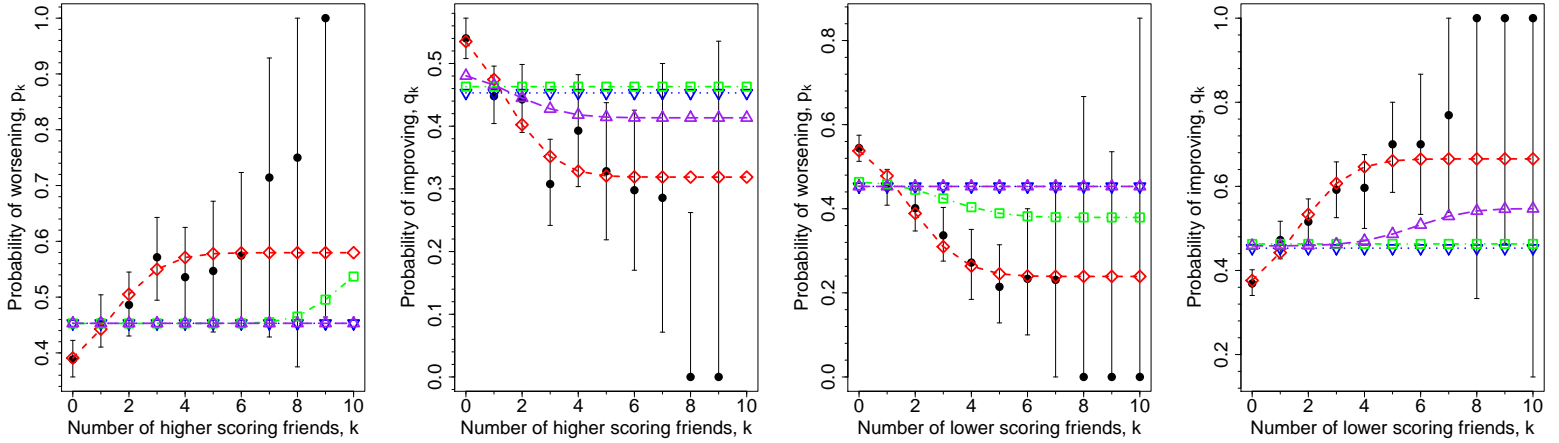 Probability of worsening, pk
1.0
0.9
0.8
0.7
0.6
0.5
0.4
0 2 4 6 8 10
Number of higher scoring friends, k
Probability of improving, qk
0.5
0.4
0.3
0.2
0.1
0.0
0 2 4 6 8 10
Number of higher scoring friends, k
Probability of worsening, pk
0.8
0.6
0.4
0.2
0.0
0 2 4 6 8 10
Number of lower scoring friends, k
Probability of improving, qk
1.0
0.8
0.6
0.4
0.2
0 2 4 6 8 10
Number of lower scoring friends, k